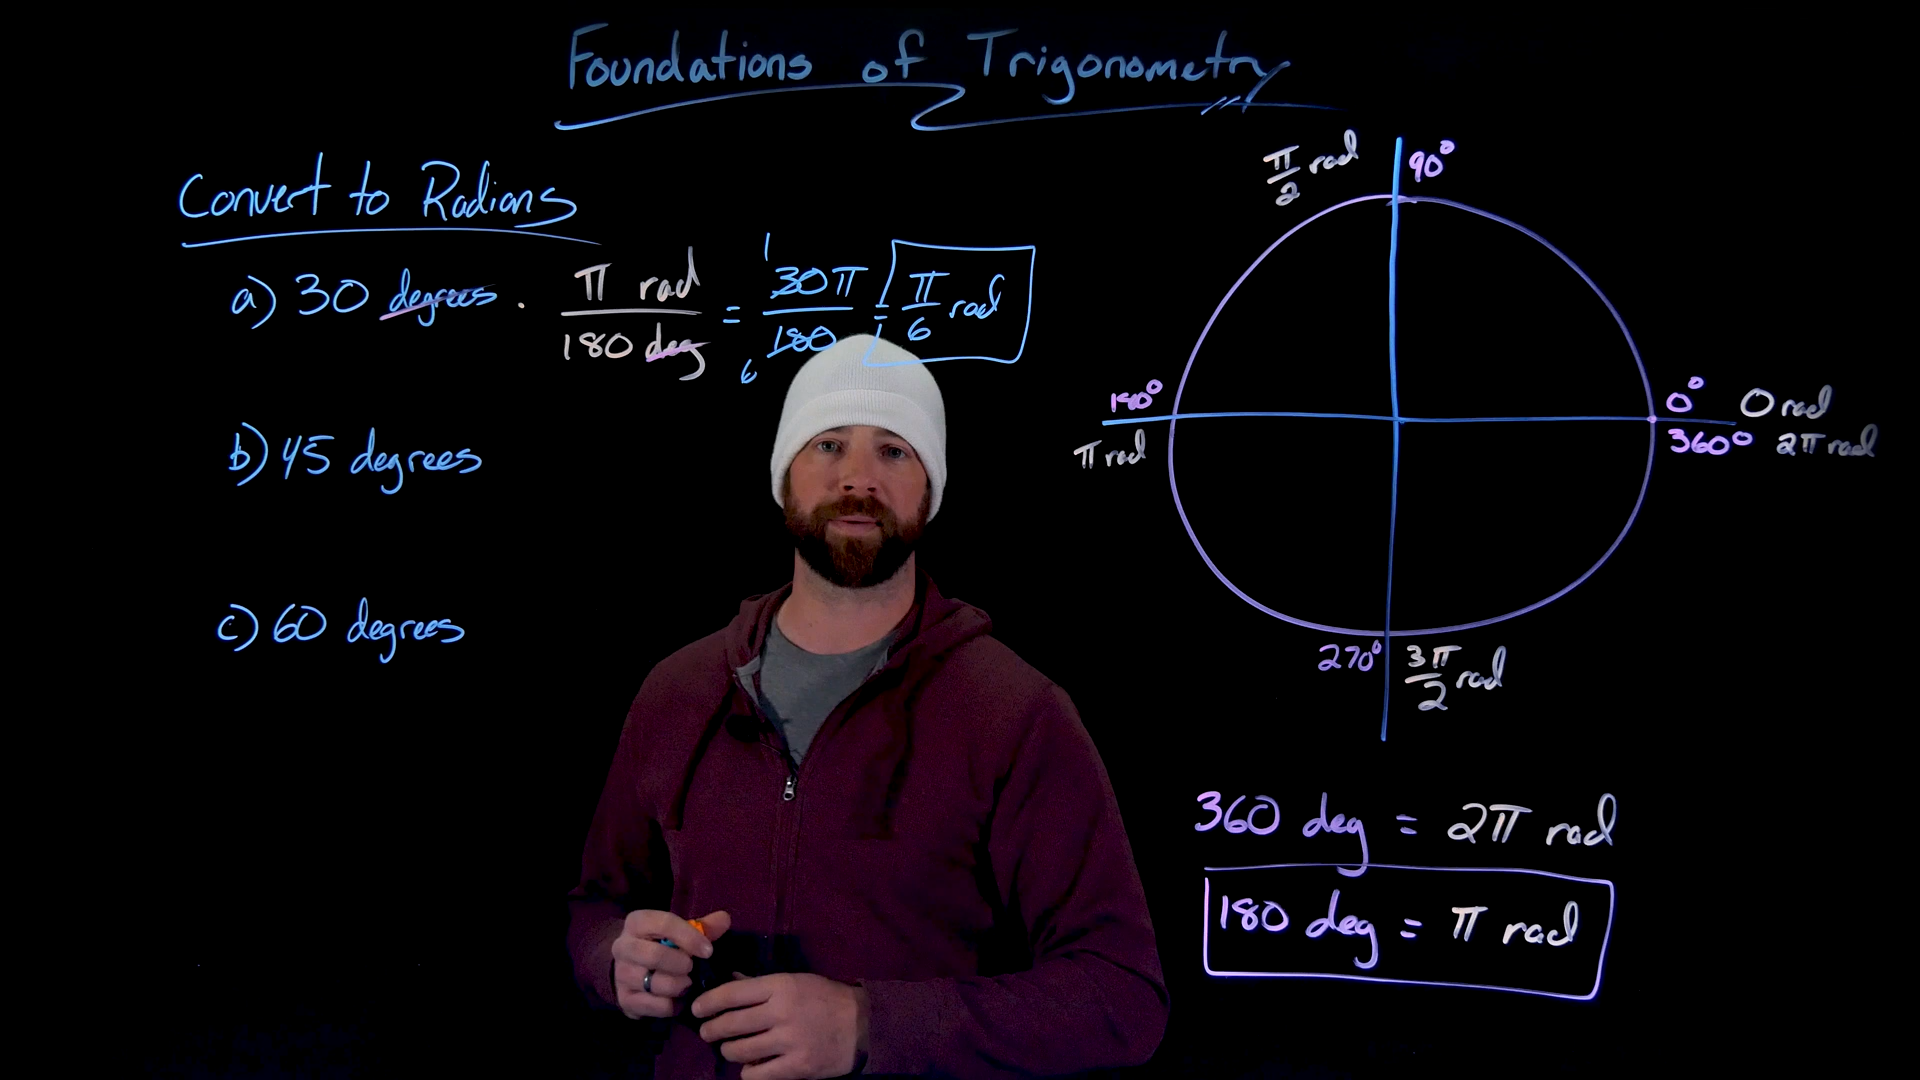 Foundations of Trigonometry
Convert to Radians
a) 30 degrees · π rad / 180 deg = 30π / 180 = π / 6 rad
1
6
b) 45 degrees
c) 60 degrees
π/2 rad 90°
180° 0° 0 rad
π rad 360° 2π rad
270° 3π/2 rad
360 deg = 2π rad
180 deg = π rad